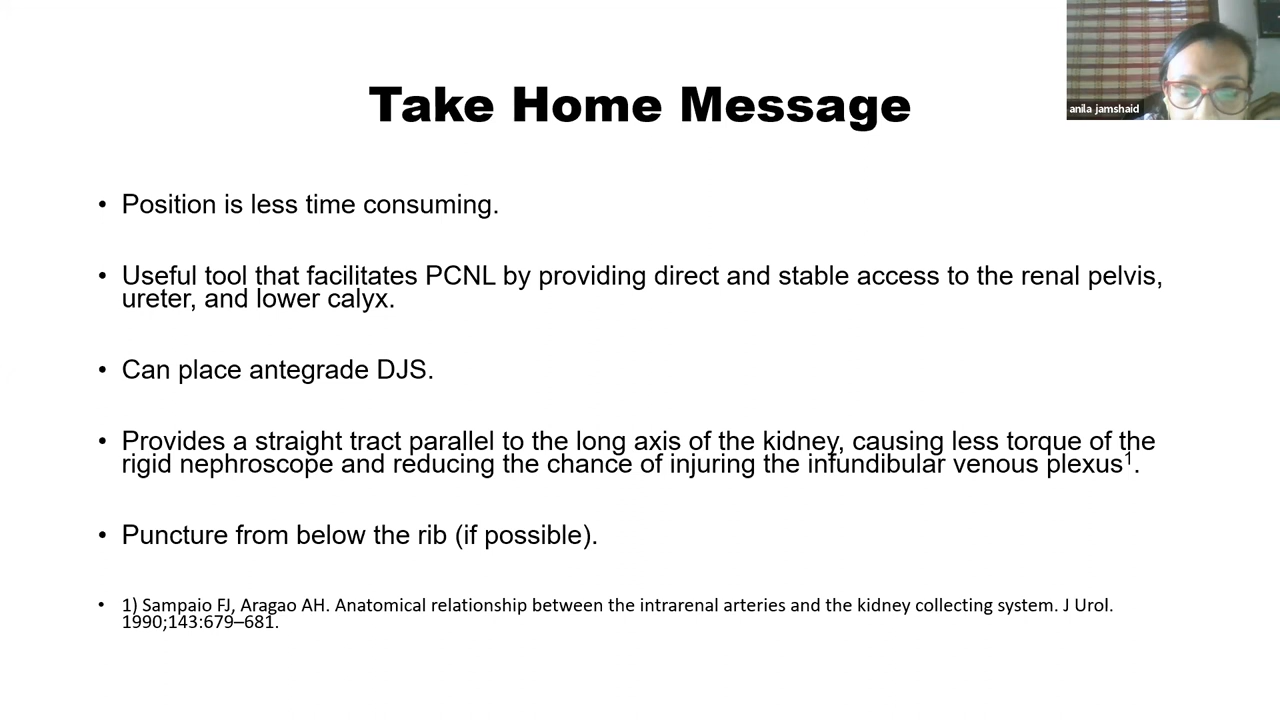 anila jamshaid
Take Home Message
• Position is less time consuming.
• Useful tool that facilitates PCNL by providing direct and stable access to the renal pelvis,
ureter, and lower calyx.
• Can place antegrade DJS.
• Provides a straight tract parallel to the long axis of the kidney, causing less torque of the
rigid nephroscope and reducing the chance of injuring the infundibular venous plexus¹.
• Puncture from below the rib (if possible).
• 1) Sampaio FJ, Aragao AH. Anatomical relationship between the intrarenal arteries and the kidney collecting system. J Urol.
1990;143:679–681.